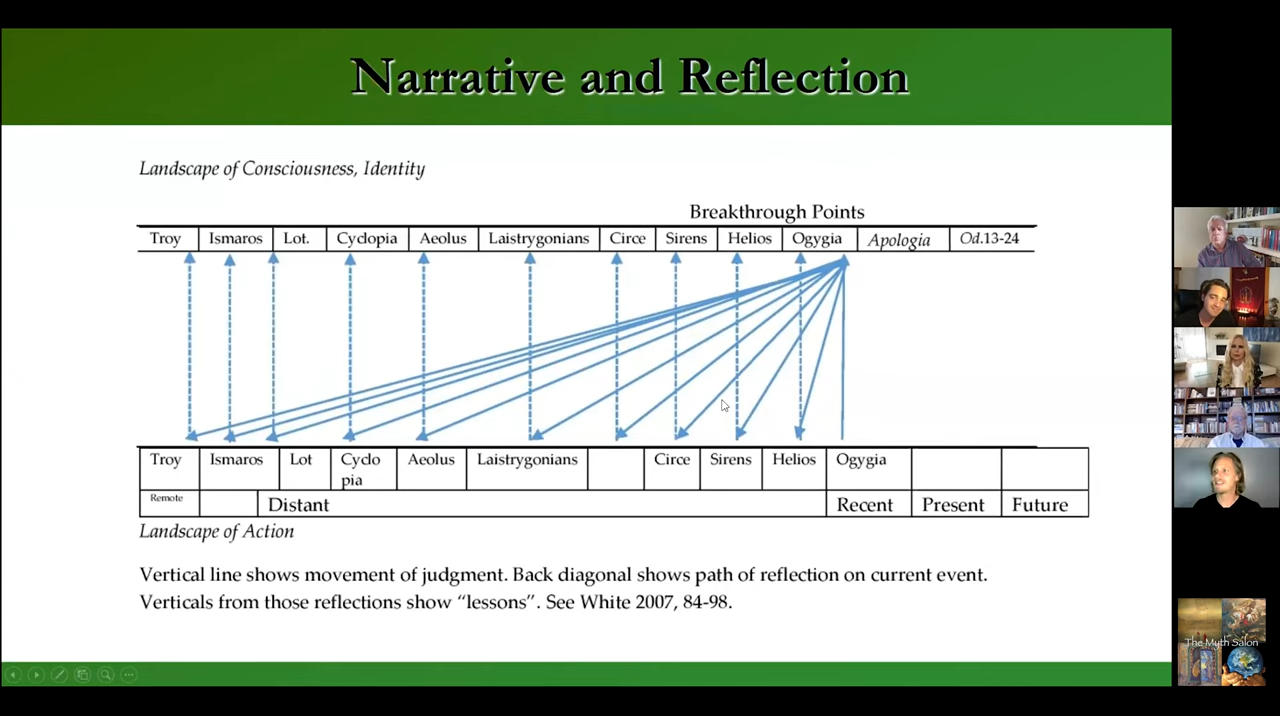 Narrative and Reflection
Landscape of Consciousness, Identity
Breakthrough Points
Troy Ismaros Lot. Cyclopia Aeolus Laistrygonians Circe Sirens Helios Ogygia Apologia Od.13-24
Troy Ismaros Lot Cyclo Aeolus Laistrygonians Circe Sirens Helios Ogygia
pia
Remote Distant Recent Present Future
Landscape of Action
Vertical line shows movement of judgment. Back diagonal shows path of reflection on current event.
Verticals from those reflections show “lessons”. See White 2007, 84-98.
The Myth Salon